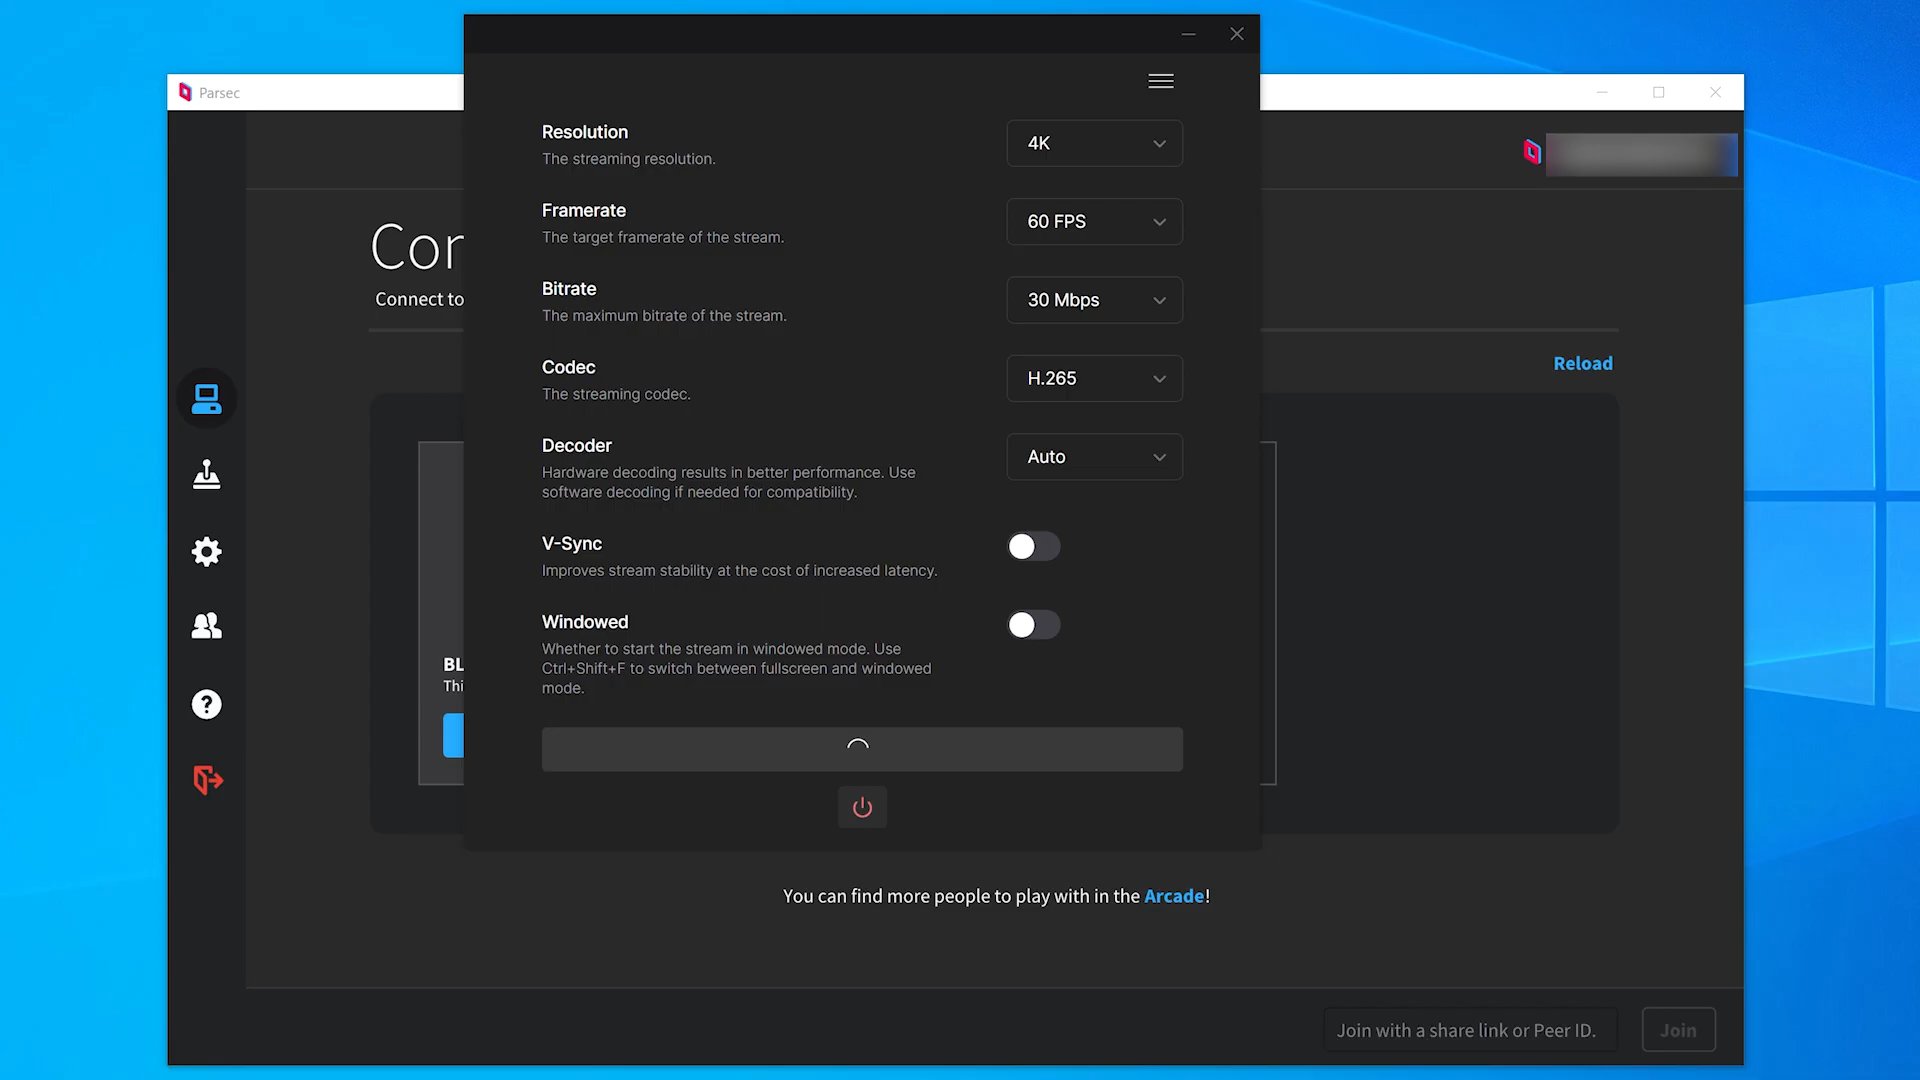 Parsec
Resolution
4K
The streaming resolution.
Framerate
60 FPS
The target framerate of the stream.
Bitrate
30 Mbps
The maximum bitrate of the stream.
Codec
H.265
The streaming codec.
Decoder
Auto
Hardware decoding results in better performance. Use
software decoding if needed for compatibility.
V-Sync
Improves stream stability at the cost of increased latency.
Windowed
Whether to start the stream in windowed mode. Use
Ctrl+Shift+F to switch between fullscreen and windowed
mode.
Connect to
Reload
BL
Thi
You can find more people to play with in the Arcade!
Join with a share link or Peer ID.
Join